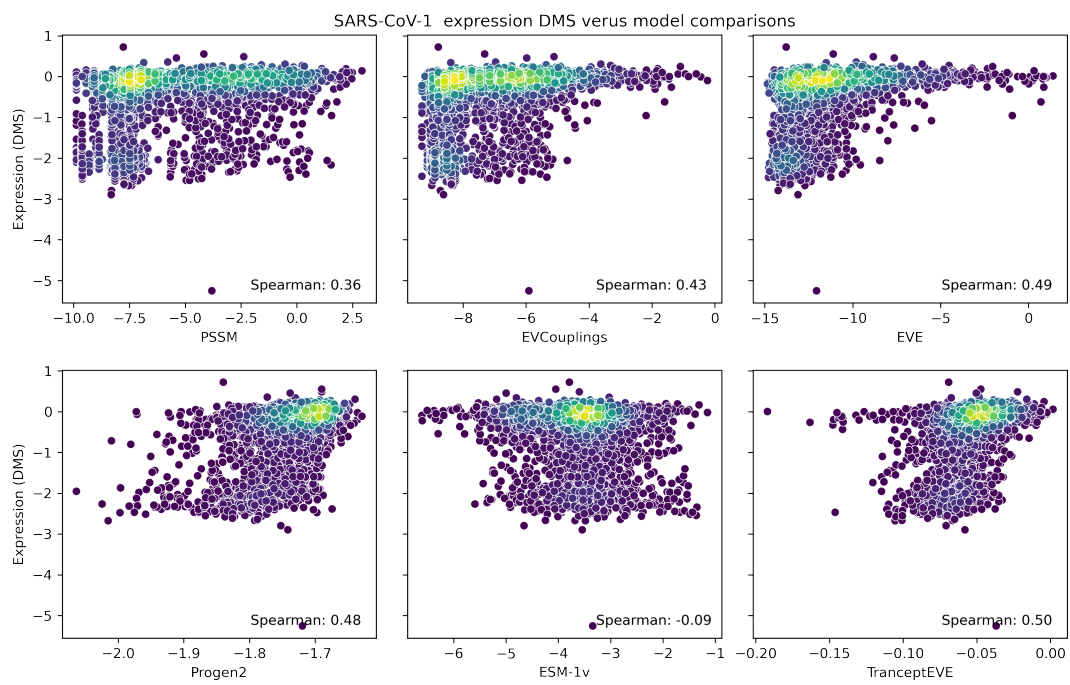 SARS-CoV-1  expression DMS verus model comparisons
1
0
−1
−2
−3
−4
−5
Expression (DMS)
Spearman: 0.36
Spearman: 0.43
Spearman: 0.49
−10.0 −7.5 −5.0 −2.5 0.0 2.5
−8 −6 −4 −2 0
−15 −10 −5 0
PSSM
EVCouplings
EVE
1
0
−1
−2
−3
−4
−5
Expression (DMS)
Spearman: 0.48
Spearman: -0.09
Spearman: 0.50
−2.0 −1.9 −1.8 −1.7
−6 −5 −4 −3 −2 −1
−0.20 −0.15 −0.10 −0.05 0.00
Progen2
ESM-1v
TranceptEVE